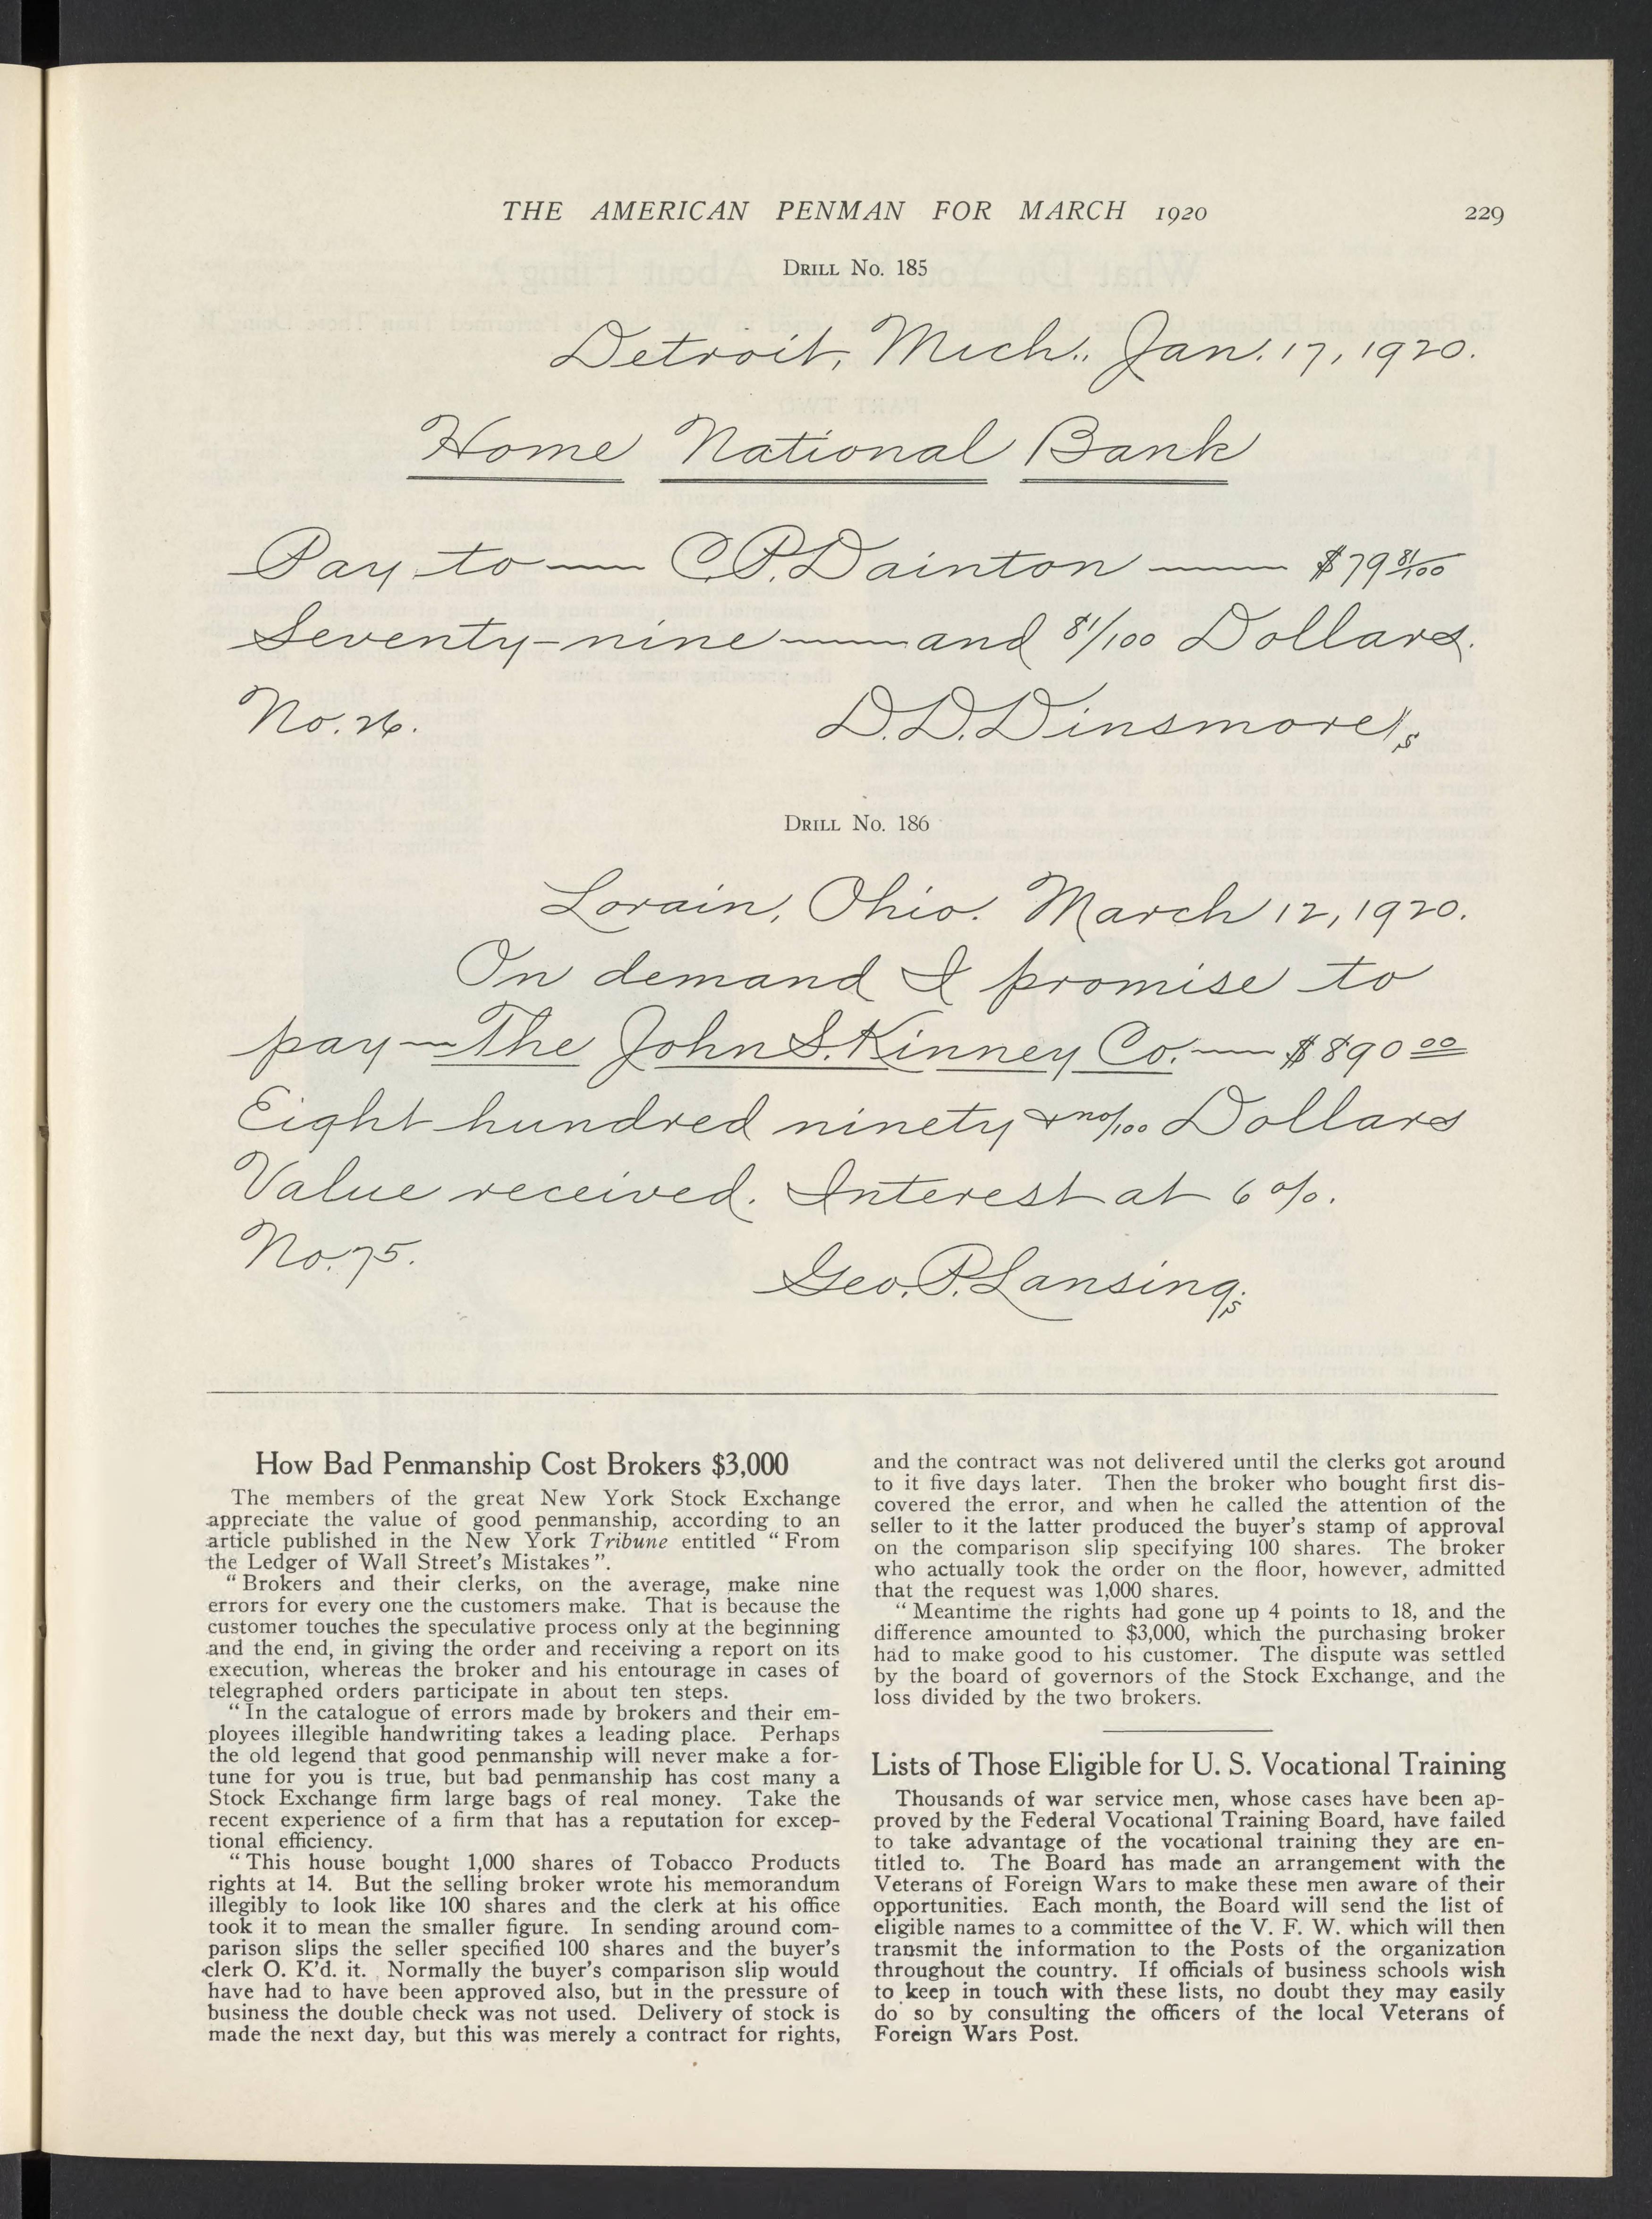 THE AMERICAN PENMAN FOR MARCH 1920 229
DRILL No. 185
Detroit, Mich., Jan. 17, 1920.
Home National Bank
Pay to — C.P. Dainton — $79 81/100
Seventy-nine — and 81/100 Dollars.
No. 26. D.D. Dinsmore
DRILL No. 186
Lorain, Ohio. March 12, 1920.
On demand I promise to
pay — The John S. Kinney Co. — $890 00
Eight hundred ninety & no/100 Dollars
Value received. Interest at 6%.
No. 75.
Geo. P. Lansing
How Bad Penmanship Cost Brokers $3,000
The members of the great New York Stock Exchange
appreciate the value of good penmanship, according to an
article published in the New York Tribune entitled “From
the Ledger of Wall Street's Mistakes”.
“Brokers and their clerks, on the average, make nine
errors for every one the customers make. That is because the
customer touches the speculative process only at the beginning
and the end, in giving the order and receiving a report on its
execution, whereas the broker and his entourage in cases of
telegraphed orders participate in about ten steps.
“In the catalogue of errors made by brokers and their em-
ployees illegible handwriting takes a leading place. Perhaps
the old legend that good penmanship will never make a for-
tune for you is true, but bad penmanship has cost many a
Stock Exchange firm large bags of real money. Take the
recent experience of a firm that has a reputation for excep-
tional efficiency.
“This house bought 1,000 shares of Tobacco Products
rights at 14. But the selling broker wrote his memorandum
illegibly to look like 100 shares and the clerk at his office
took it to mean the smaller figure. In sending around com-
parison slips the seller specified 100 shares and the buyer's
clerk O. K'd. it. Normally the buyer's comparison slip would
have had to have been approved also, but in the pressure of
business the double check was not used. Delivery of stock is
made the next day, but this was merely a contract for rights,
and the contract was not delivered until the clerks got around
to it five days later. Then the broker who bought first dis-
covered the error, and when he called the attention of the
seller to it the latter produced the buyer's stamp of approval
on the comparison slip specifying 100 shares. The broker
who actually took the order on the floor, however, admitted
that the request was 1,000 shares.
“Meantime the rights had gone up 4 points to 18, and the
difference amounted to $3,000, which the purchasing broker
had to make good to his customer. The dispute was settled
by the board of governors of the Stock Exchange, and the
loss divided by the two brokers.
Lists of Those Eligible for U. S. Vocational Training
Thousands of war service men, whose cases have been ap-
proved by the Federal Vocational Training Board, have failed
to take advantage of the vocational training they are en-
titled to. The Board has made an arrangement with the
Veterans of Foreign Wars to make these men aware of their
opportunities. Each month, the Board will send the list of
eligible names to a committee of the V. F. W. which will then
transmit the information to the Posts of the organization
throughout the country. If officials of business schools wish
to keep in touch with these lists, no doubt they may easily
do so by consulting the officers of the local Veterans of
Foreign Wars Post.